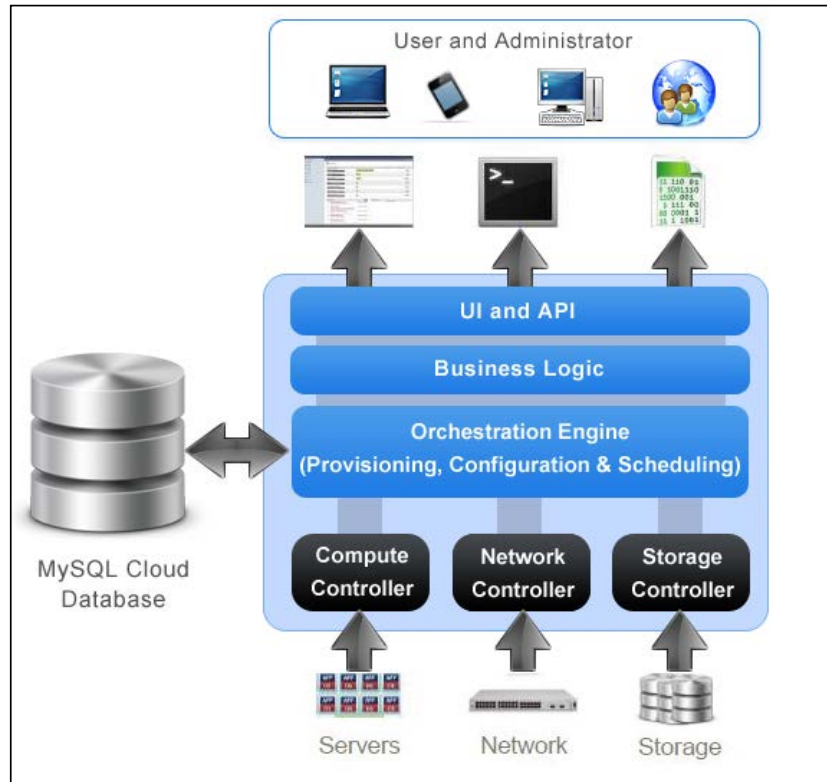 User and Administrator
>_
UI and API
Business Logic
Orchestration Engine
(Provisioning, Configuration & Scheduling)
MySQL Cloud
Database
Compute
Controller
Network
Controller
Storage
Controller
Servers
Network
Storage